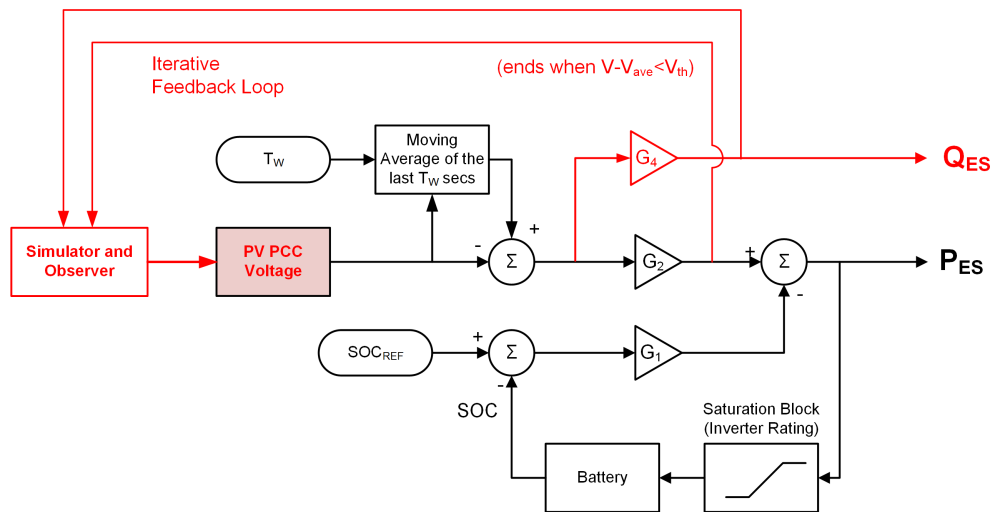 Iterative
Feedback Loop
(ends when V-Vave<Vth)
TW
Moving
Average of the
last TW secs
G4
QES
Simulator and
Observer
PV PCC
Voltage
-
+
Σ
G2
+
Σ
-
PES
SOCREF
+
Σ
-
G1
SOC
Saturation Block
(Inverter Rating)
Battery